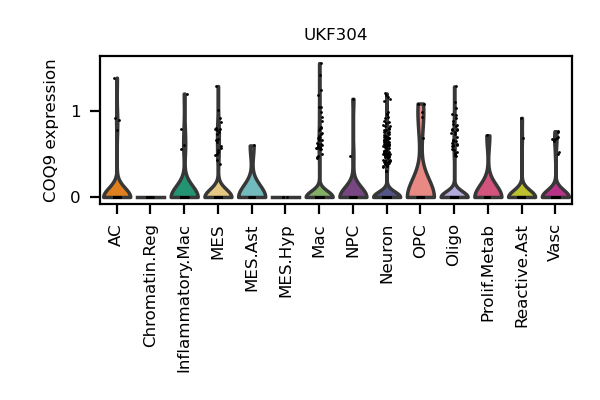 UKF304
COQ9 expression
1
0
AC
Chromatin.Reg
Inflammatory.Mac
MES
MES.Ast
MES.Hyp
Mac
NPC
Neuron
OPC
Oligo
Prolif.Metab
Reactive.Ast
Vasc